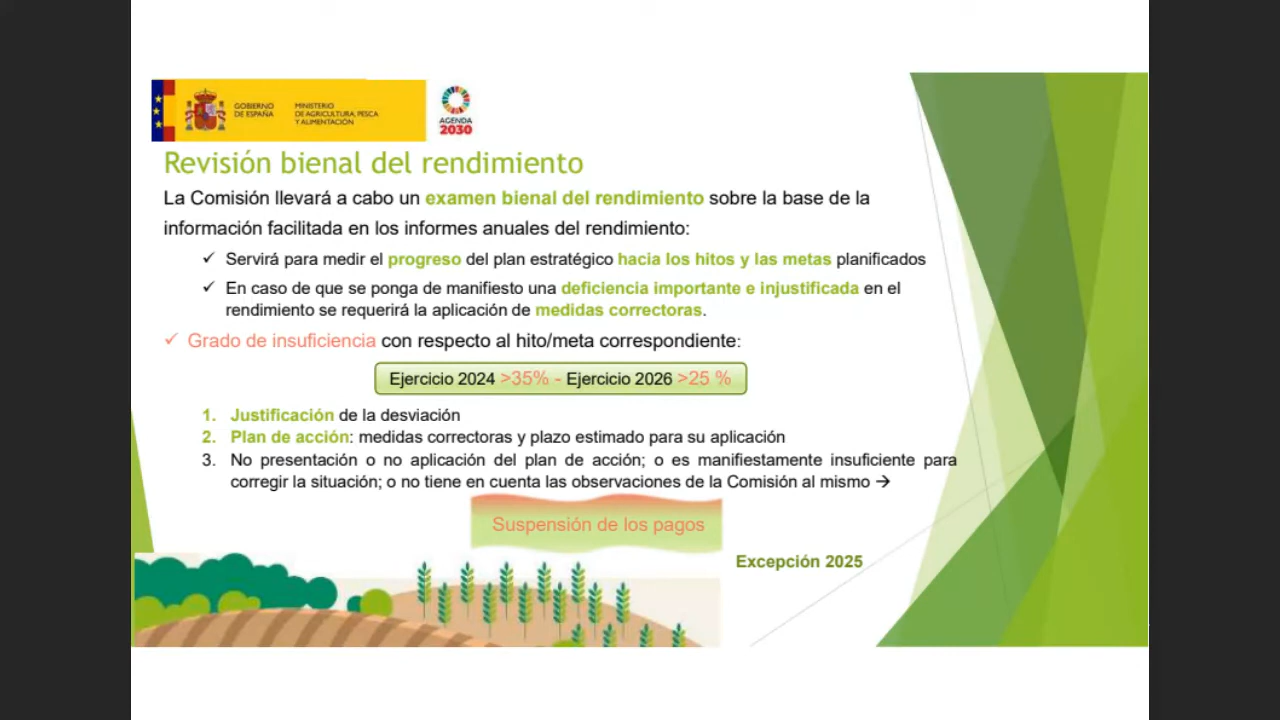 GOBIERNO
DE ESPAÑA
MINISTERIO
DE AGRICULTURA, PESCA
Y ALIMENTACIÓN
AGENDA
2030
Revisión bienal del rendimiento
La Comisión llevará a cabo un examen bienal del rendimiento sobre la base de la
información facilitada en los informes anuales del rendimiento:
✓ Servirá para medir el progreso del plan estratégico hacia los hitos y las metas planificados
✓ En caso de que se ponga de manifiesto una deficiencia importante e injustificada en el
rendimiento se requerirá la aplicación de medidas correctoras.
✓ Grado de insuficiencia con respecto al hito/meta correspondiente:
Ejercicio 2024 >35% - Ejercicio 2026 >25 %
1. Justificación de la desviación
2. Plan de acción: medidas correctoras y plazo estimado para su aplicación
3. No presentación o no aplicación del plan de acción; o es manifiestamente insuficiente para
corregir la situación; o no tiene en cuenta las observaciones de la Comisión al mismo →
Suspensión de los pagos
Excepción 2025